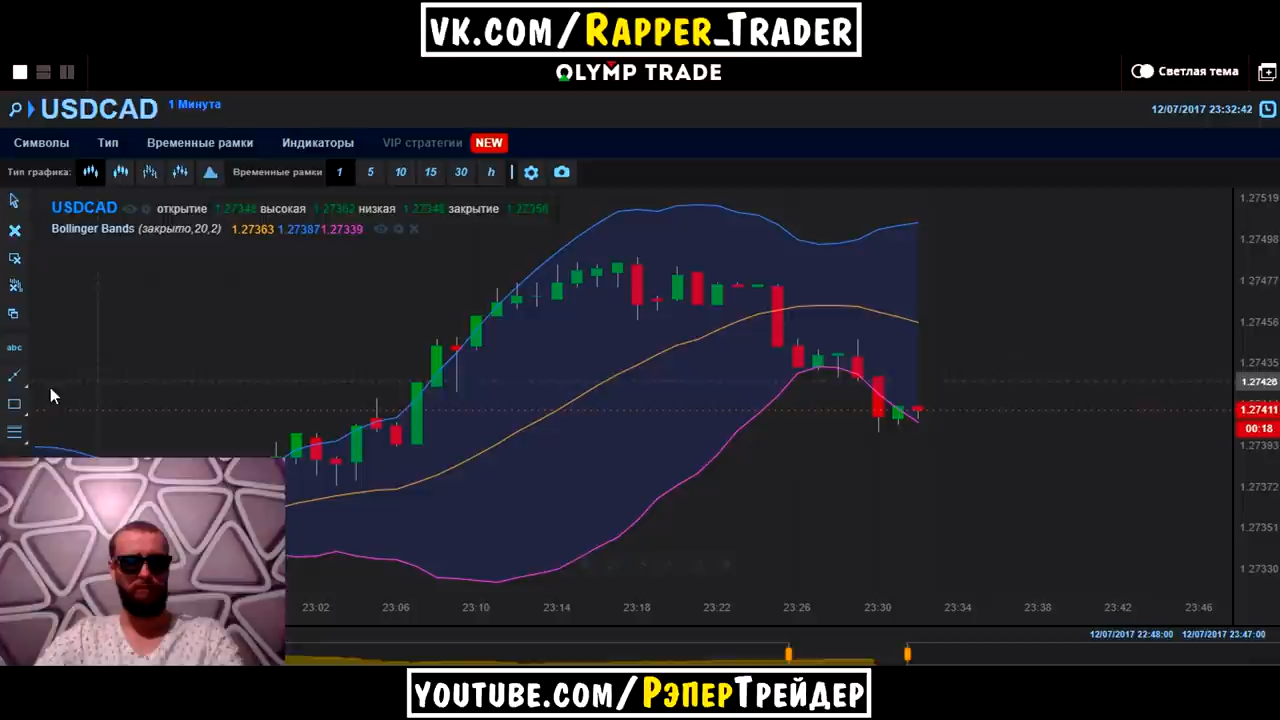 VK.COM/RAPPER_TRADER
OLYMP TRADE
Светлая тема
USDCAD 1 Минута
12/07/2017 23:32:42
Символы Тип Временные рамки Индикаторы VIP стратегии NEW
Тип графика: Временные рамки 1 5 10 15 30 h
USDCAD открытие 1.27348 высокая 1.27362 низкая 1.27348 закрытие 1.27356
Bollinger Bands (закрыто,20,2) 1.27363 1.27387 1.27339
abc
1.27519
1.27498
1.27477
1.27456
1.27435
1.27426
1.27411
00:18
1.27393
1.27372
1.27351
1.27330
23:02 23:06 23:10 23:14 23:18 23:22 23:26 23:30 23:34 23:38 23:42 23:46
12/07/2017 22:48:00 12/07/2017 23:47:00
YOUTUBE.COM/РЭПЕРТРЕЙДЕР